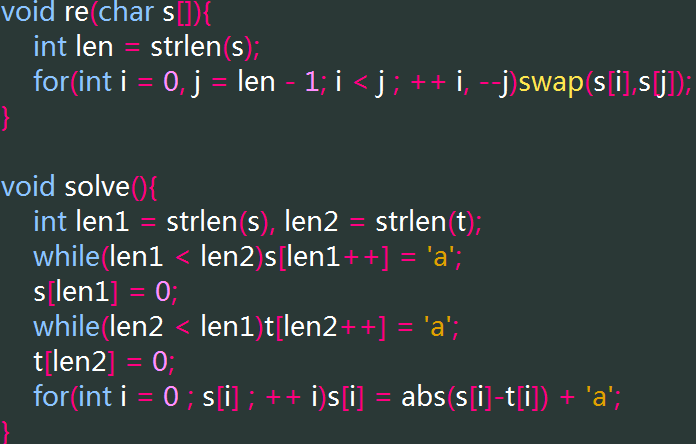 void re(char s[]){
    int len = strlen(s);
    for(int i = 0, j = len - 1; i < j ; ++ i, --j)swap(s[i],s[j]);
}

void solve(){
    int len1 = strlen(s), len2 = strlen(t);
    while(len1 < len2)s[len1++] = 'a';
    s[len1] = 0;
    while(len2 < len1)t[len2++] = 'a';
    t[len2] = 0;
    for(int i = 0 ; s[i] ; ++ i)s[i] = abs(s[i]-t[i]) + 'a';
}